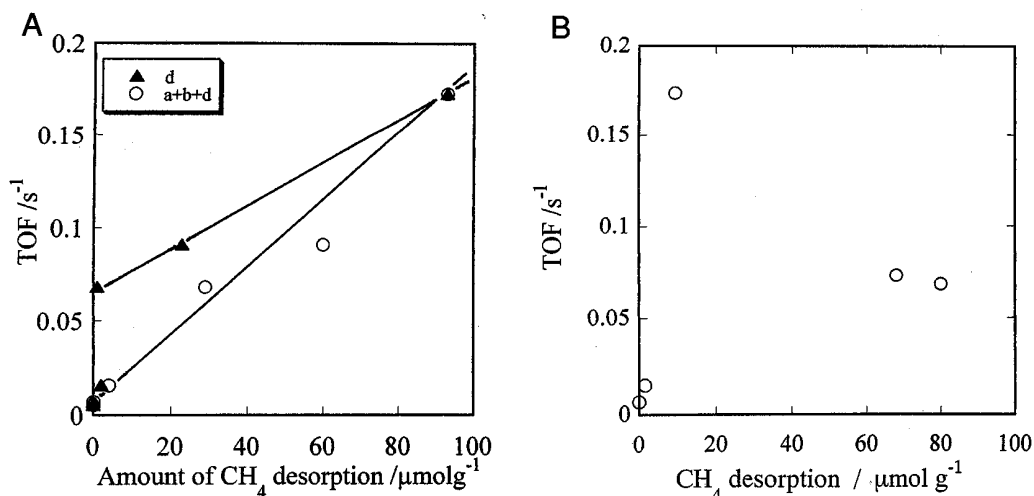 A
0.2
0.15
0.1
0.05
0
TOF /s⁻¹
d
a+b+d
0 20 40 60 80 100
Amount of CH₄ desorption /μmolg⁻¹
B
0.2
0.15
0.1
0.05
0
TOF /s⁻¹
0 20 40 60 80 100
CH₄ desorption / μmol g⁻¹